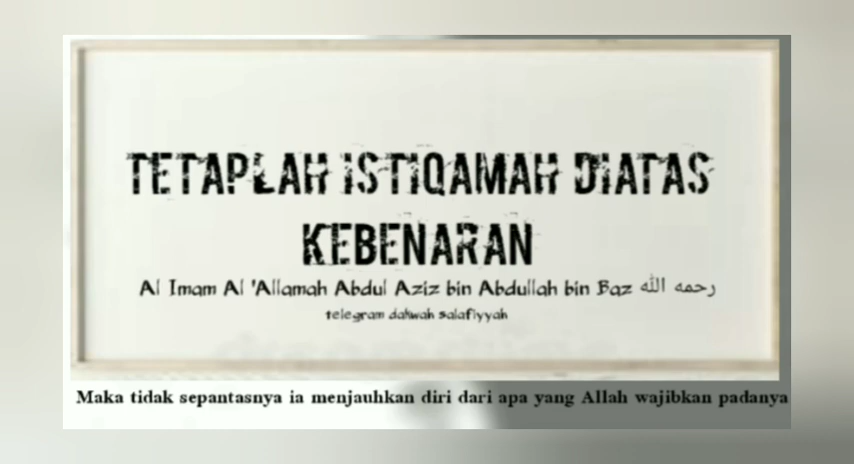 TETAPLAH ISTIQAMAH DIATAS
KEBENARAN
Al Imam Al 'Allamah Abdul Aziz bin Abdullah bin Baz رحمه الله
telegram dakwah salafiyyah
Maka tidak sepantasnya ia menjauhkan diri dari apa yang Allah wajibkan padanya